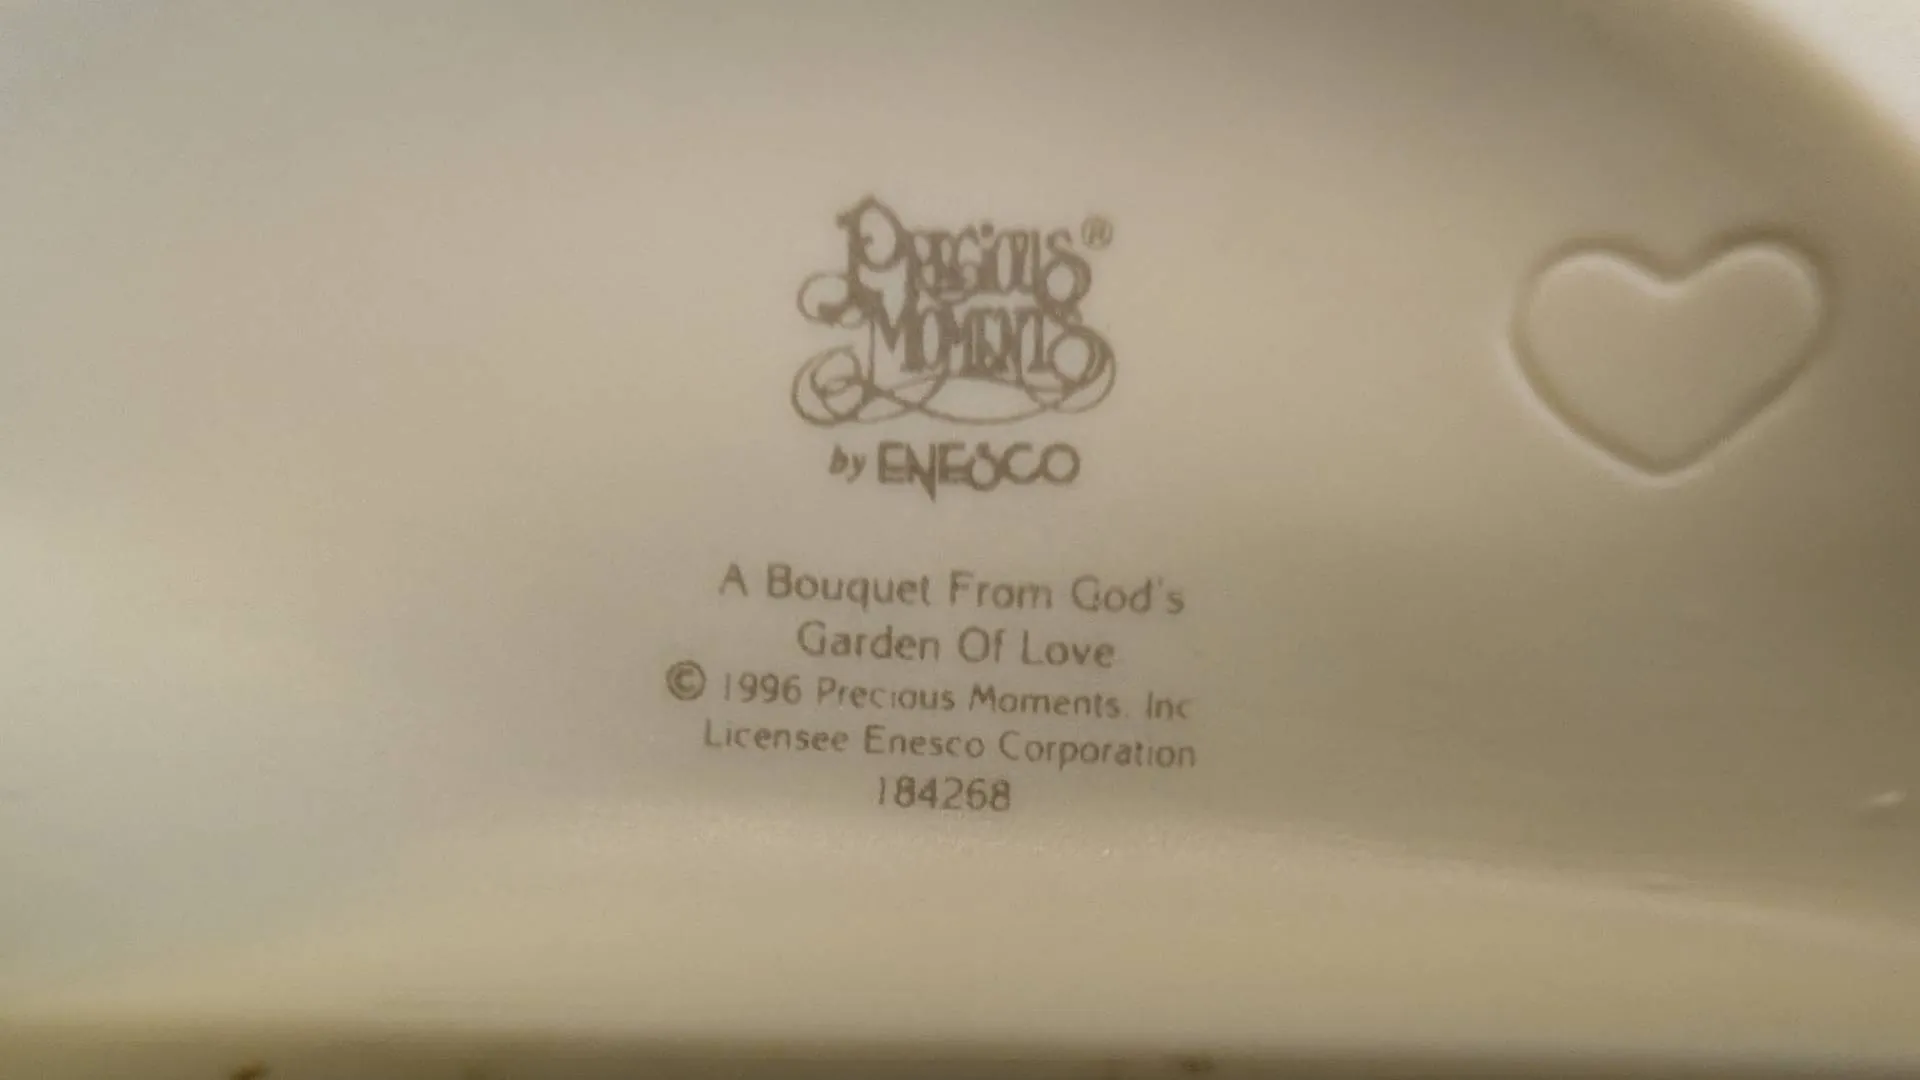 Precious®
Moments
by ENESCO
A Bouquet From God's
Garden Of Love
© 1996 Precious Moments, Inc
Licensee Enesco Corporation
184268